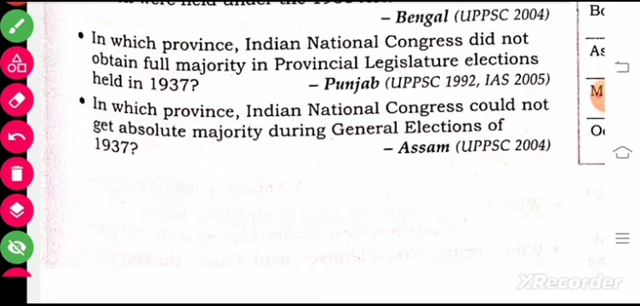 – Bengal (UPPSC 2004)
• In which province, Indian National Congress did not
obtain full majority in Provincial Legislature elections
held in 1937? – Punjab (UPPSC 1992, IAS 2005)
• In which province, Indian National Congress could not
get absolute majority during General Elections of
1937? – Assam (UPPSC 2004)
As
M
XRecorder